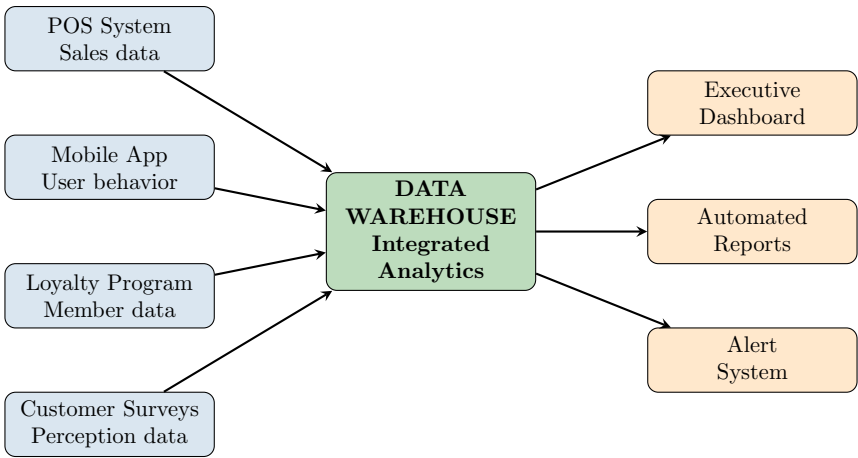 POS System
Sales data
Mobile App
User behavior
Loyalty Program
Member data
Customer Surveys
Perception data
DATA
WAREHOUSE
Integrated
Analytics
Executive
Dashboard
Automated
Reports
Alert
System